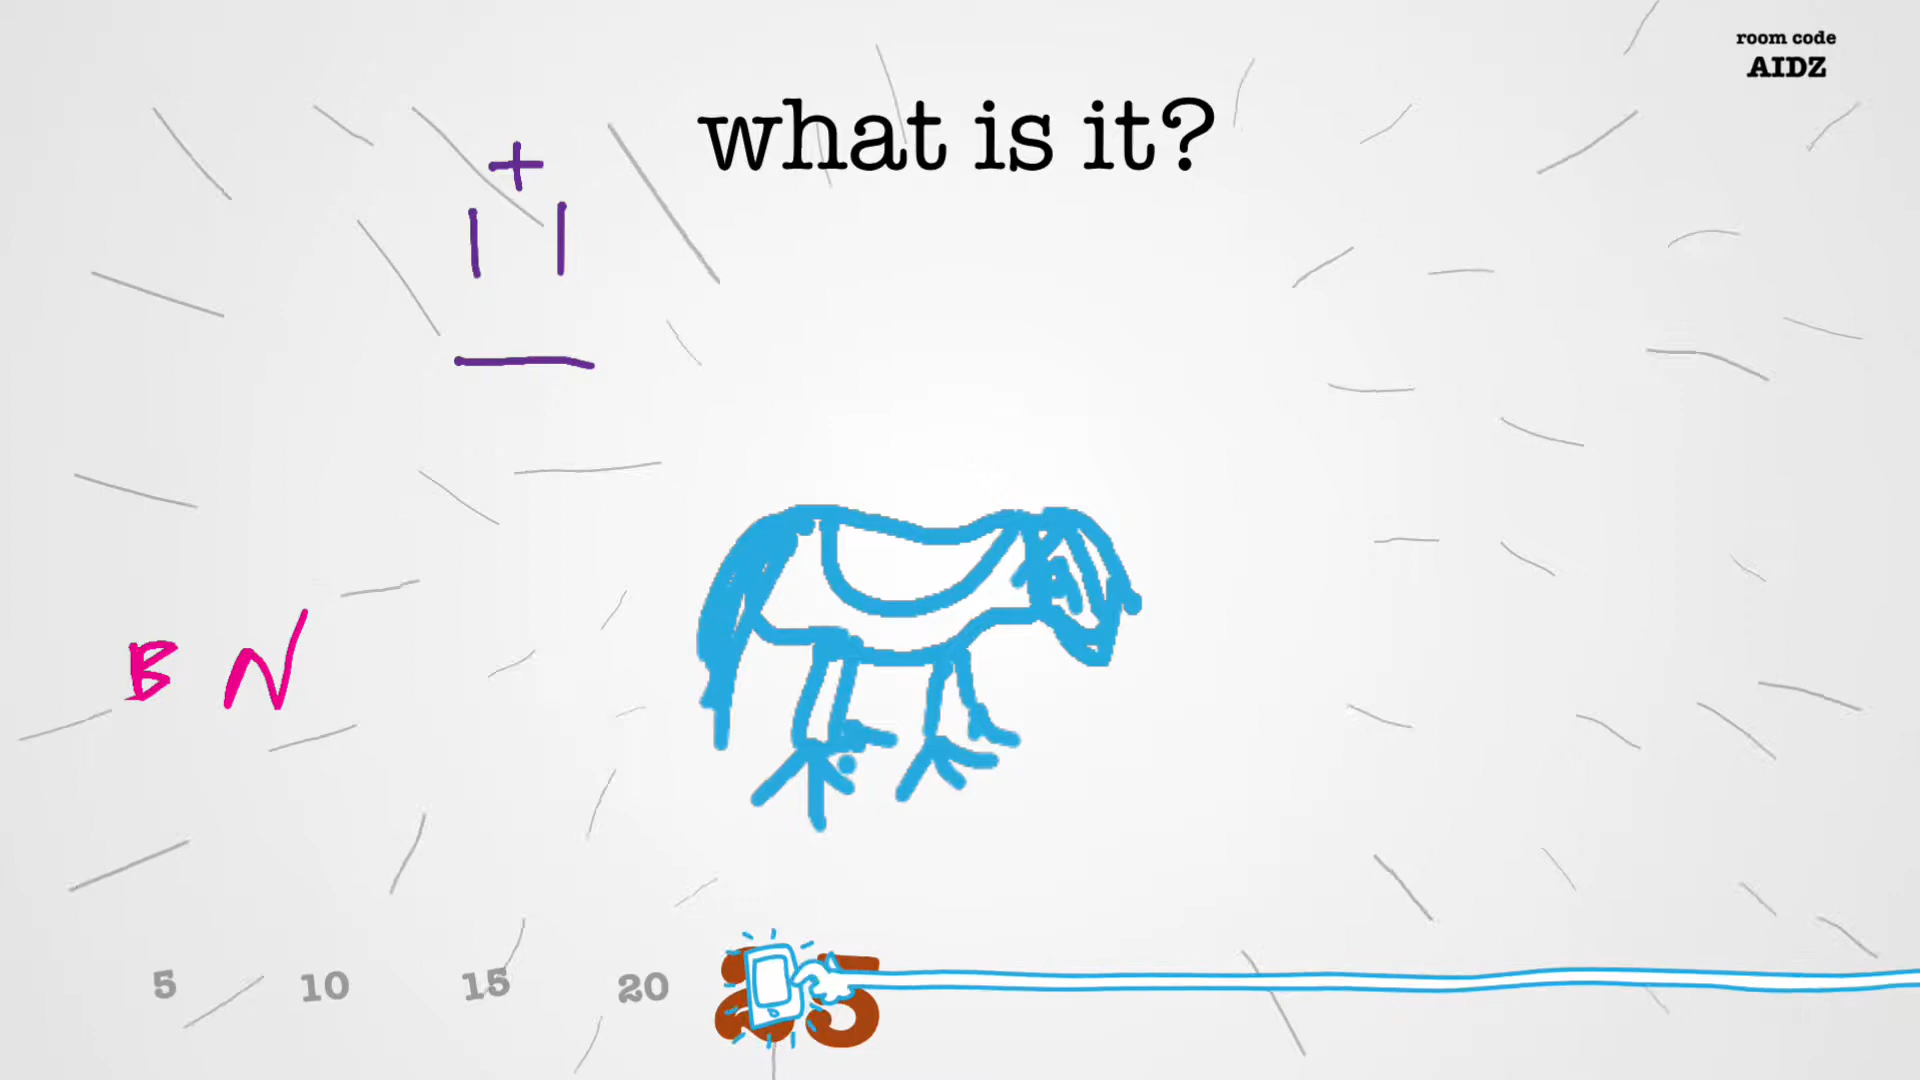 room code
AIDZ
what is it?
+
| |
—
B N
5 10 15 20 25